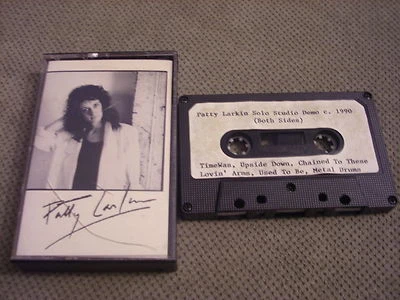 Patty Larkin
Patty Larkin Solo Studio Demo c. 1990
(Both Sides)
TimeWas, Upside Down, Chained To These
Lovin' Arms, Used To Be, Metal Drums